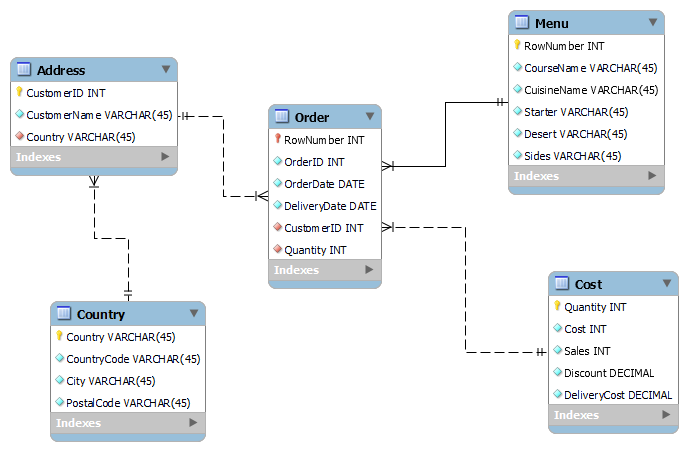 Address
CustomerID INT
CustomerName VARCHAR(45)
Country VARCHAR(45)
Indexes
Country
Country VARCHAR(45)
CountryCode VARCHAR(45)
City VARCHAR(45)
PostalCode VARCHAR(45)
Indexes
Order
RowNumber INT
OrderID INT
OrderDate DATE
DeliveryDate DATE
CustomerID INT
Quantity INT
Indexes
Menu
RowNumber INT
CourseName VARCHAR(45)
CuisineName VARCHAR(45)
Starter VARCHAR(45)
Desert VARCHAR(45)
Sides VARCHAR(45)
Indexes
Cost
Quantity INT
Cost INT
Sales INT
Discount DECIMAL
DeliveryCost DECIMAL
Indexes